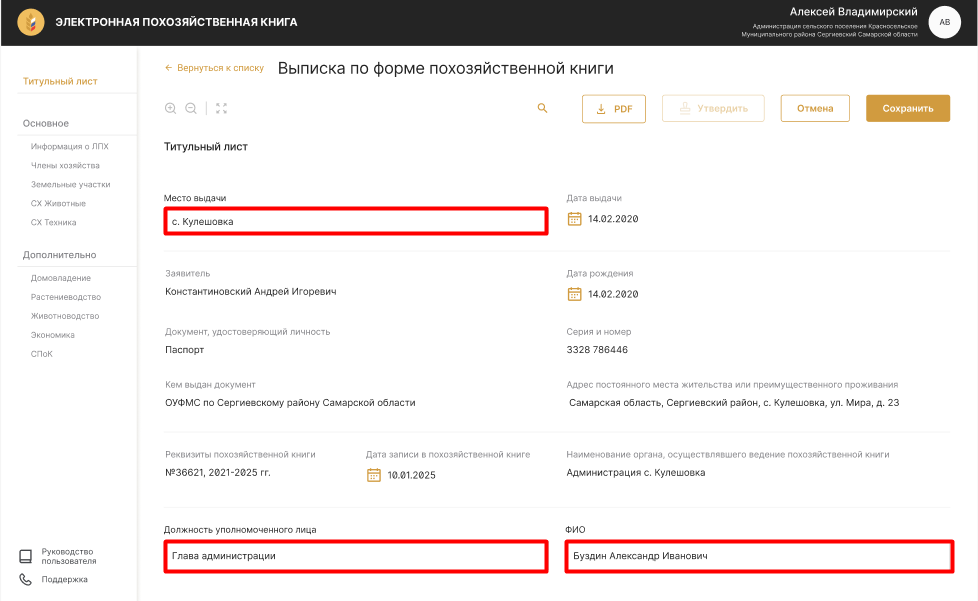 ЭЛЕКТРОННАЯ ПОХОЗЯЙСТВЕННАЯ КНИГА
Алексей Владимирский
Администрация сельского поселения Красносельское
Муниципального района Сергиевский Самарской области
АВ
Титульный лист
Основное
Информация о ЛПХ
Члены хозяйства
Земельные участки
СХ Животные
СХ Техника
Дополнительно
Домовладение
Растениеводство
Животноводство
Экономика
СПоК
Руководство
пользователя
Поддержка
← Вернуться к списку
Выписка по форме похозяйственной книги
PDF
Утвердить
Отмена
Сохранить
Титульный лист
Место выдачи
с. Кулешовка
Дата выдачи
14.02.2020
Заявитель
Константиновский Андрей Игоревич
Дата рождения
14.02.2020
Документ, удостоверяющий личность
Паспорт
Серия и номер
3328 786446
Кем выдан документ
ОУФМС по Сергиевскому району Самарской области
Адрес постоянного места жительства или преимущественного проживания
Самарская область, Сергиевский район, с. Кулешовка, ул. Мира, д. 23
Реквизиты похозяйственной книги
№36621, 2021-2025 гг.
Дата записи в похозяйственной книге
10.01.2025
Наименование органа, осуществлявшего ведение похозяйственной книги
Администрация с. Кулешовка
Должность уполномоченного лица
Глава администрации
ФИО
Буздин Александр Иванович